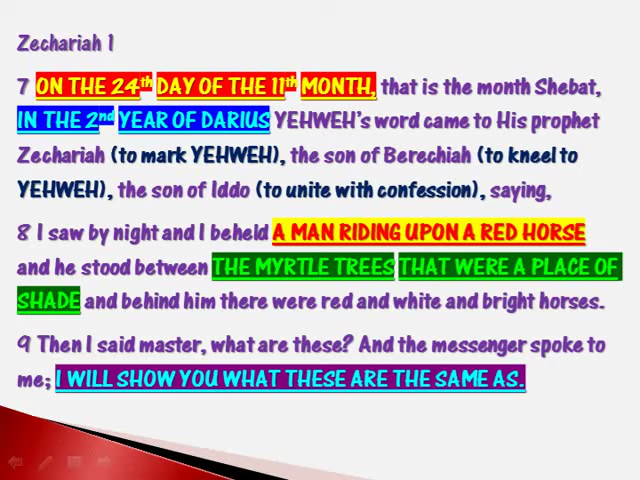 Zechariah 1
7 ON THE 24th DAY OF THE 11th MONTH, that is the month Shebat,
IN THE 2nd YEAR OF DARIUS YEHWEH's word came to His prophet
Zechariah (to mark YEHWEH), the son of Berechiah (to kneel to
YEHWEH), the son of Iddo (to unite with confession), saying,
8 I saw by night and I beheld A MAN RIDING UPON A RED HORSE
and he stood between THE MYRTLE TREES THAT WERE A PLACE OF
SHADE and behind him there were red and white and bright horses.
9 Then I said master, what are these? And the messenger spoke to
me; I WILL SHOW YOU WHAT THESE ARE THE SAME AS.